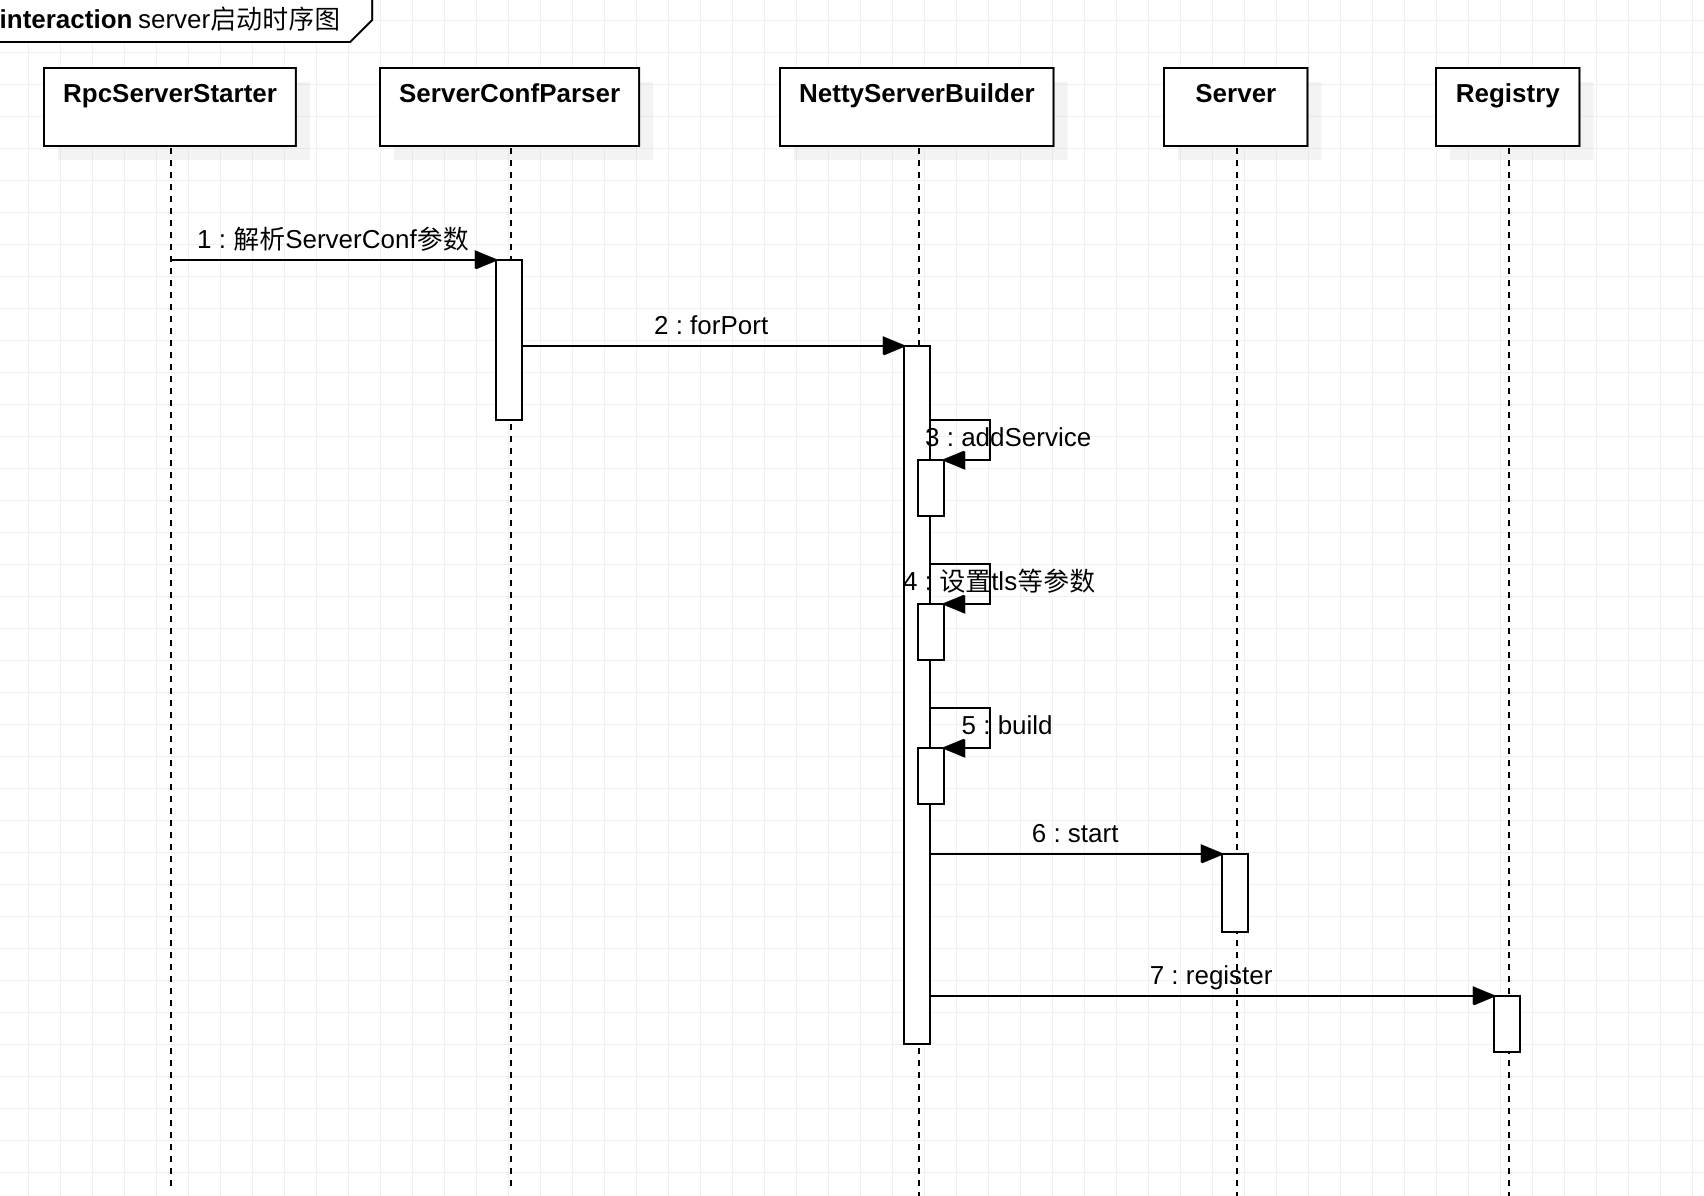 interaction server启动时序图
RpcServerStarter
ServerConfParser
NettyServerBuilder
Server
Registry
1 : 解析ServerConf参数
2 : forPort
3 : addService
4 : 设置tls等参数
5 : build
6 : start
7 : register